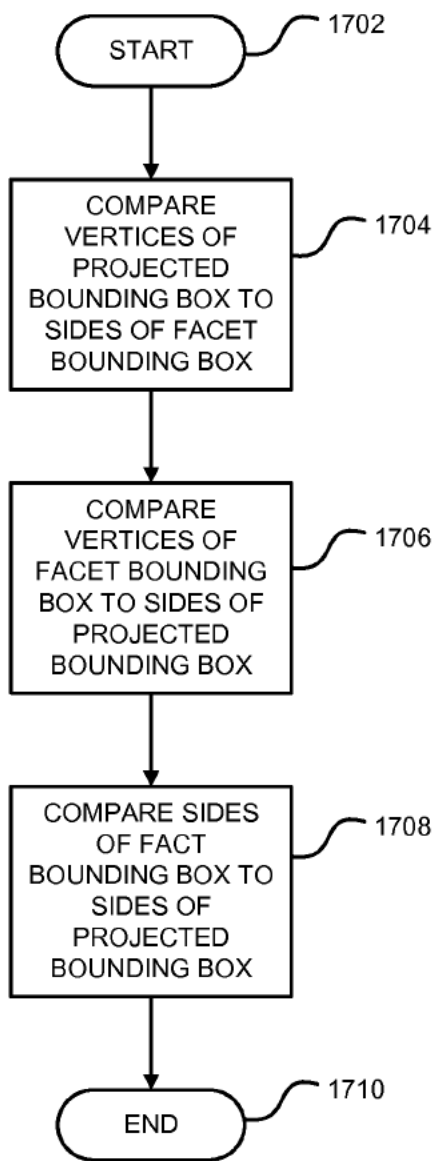 1702
START
1704
COMPARE
VERTICES OF
PROJECTED
BOUNDING BOX TO
SIDES OF FACET
BOUNDING BOX
1706
COMPARE
VERTICES OF
FACET BOUNDING
BOX TO SIDES OF
PROJECTED
BOUNDING BOX
1708
COMPARE SIDES
OF FACT
BOUNDING BOX TO
SIDES OF
PROJECTED
BOUNDING BOX
1710
END